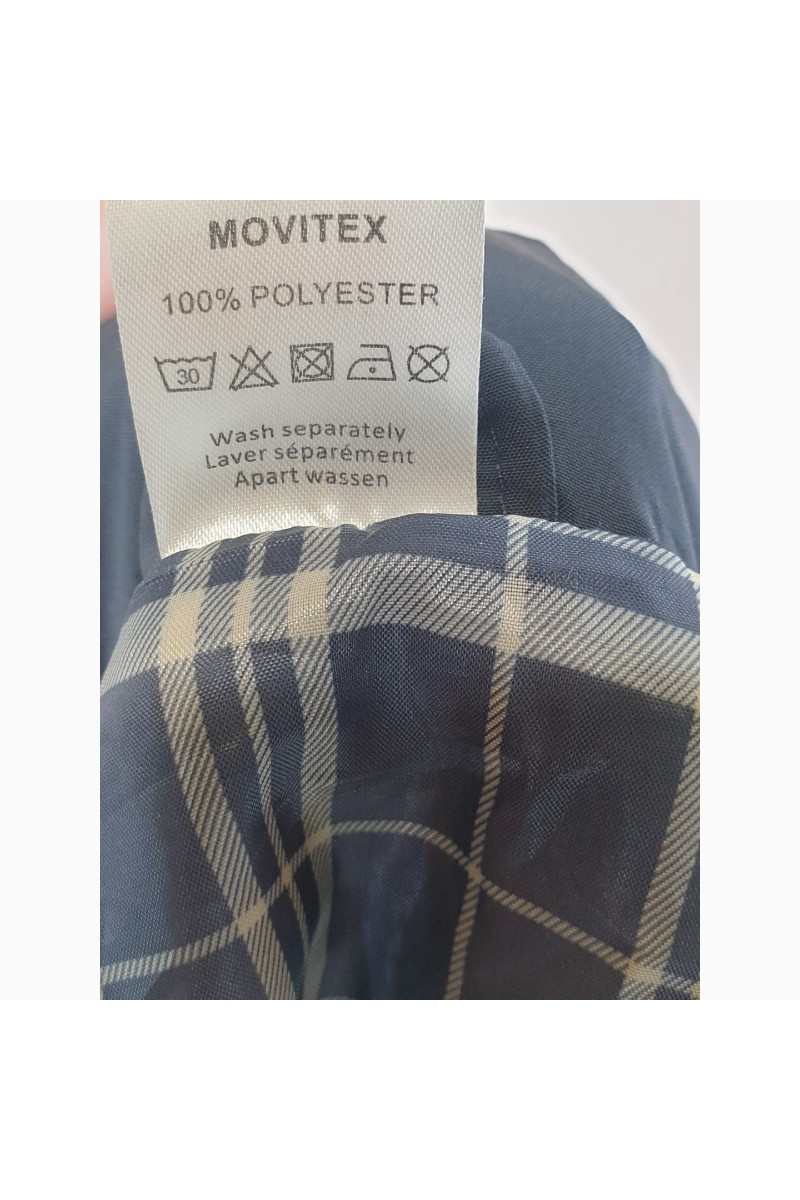 MOVITEX
100% POLYESTER
30
Wash separately
Laver séparément
Apart wassen